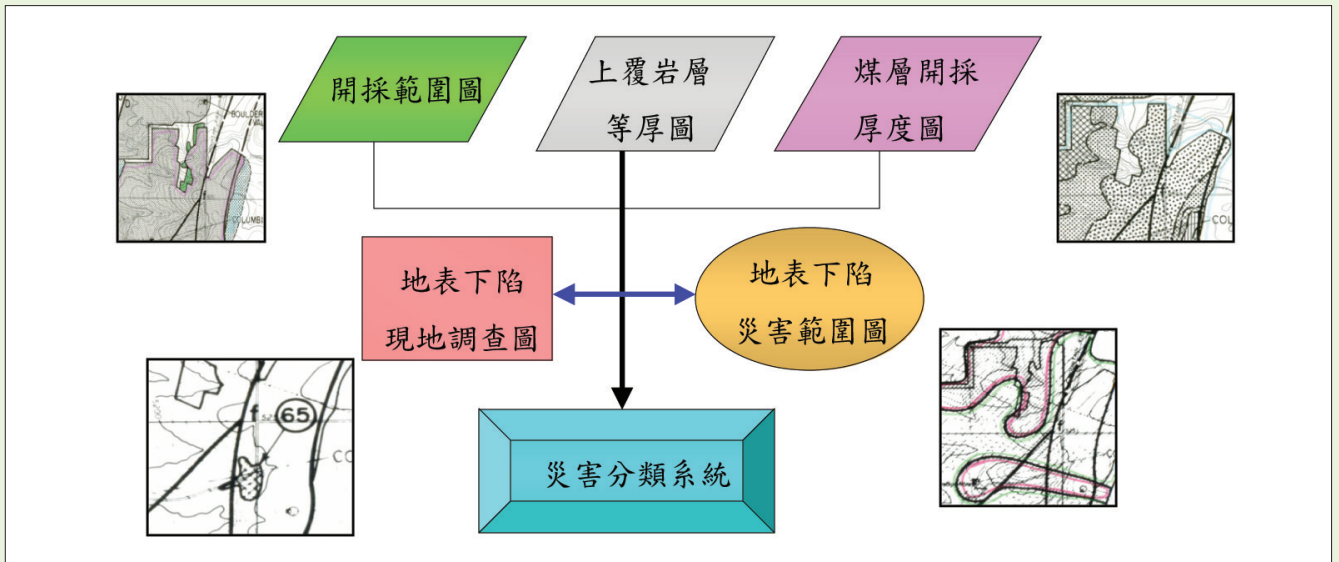 開採範圍圖
上覆岩層
等厚圖
煤層開採
厚度圖
BOULDER
COLUMBI
COL
地表下陷
現地調查圖
地表下陷
災害範圍圖
f
65
CO
災害分類系統